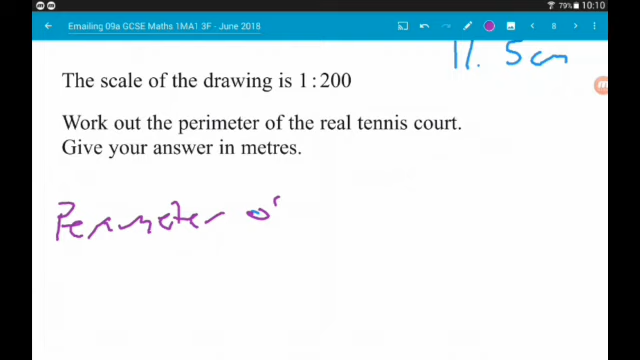 79% 10:10
Emailing 09a GCSE Maths 1MA1 3F - June 2018
8
11.5cm
The scale of the drawing is 1:200
Work out the perimeter of the real tennis court.
Give your answer in metres.
Perimeter o